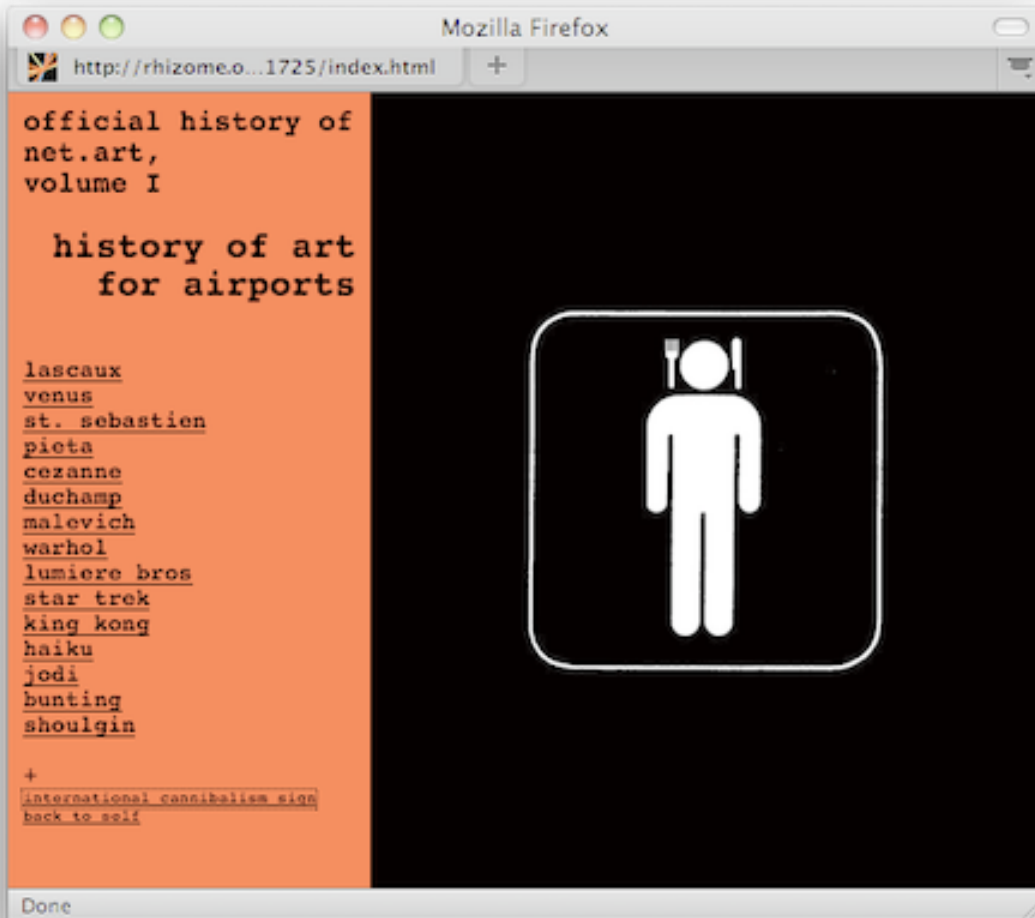 Mozilla Firefox
http://rhizome.o...1725/index.html
+
official history of
net.art,
volume I
history of art
for airports
lascaux
venus
st. sebastien
pieta
cezanne
duchamp
malevich
warhol
lumiere bros
star trek
king kong
haiku
jodi
bunting
shoulgin
+
international cannibalism sign
back to self
Done